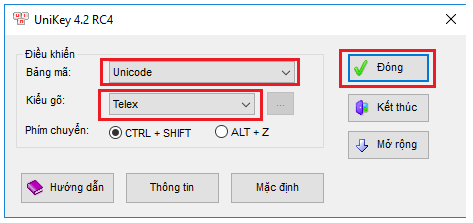 UniKey 4.2 RC4
Điều khiển
Bảng mã: Unicode
Kiểu gõ: Telex ...
Phím chuyển: CTRL + SHIFT ALT + Z
Đóng
Kết thúc
Mở rộng
Hướng dẫn Thông tin Mặc định